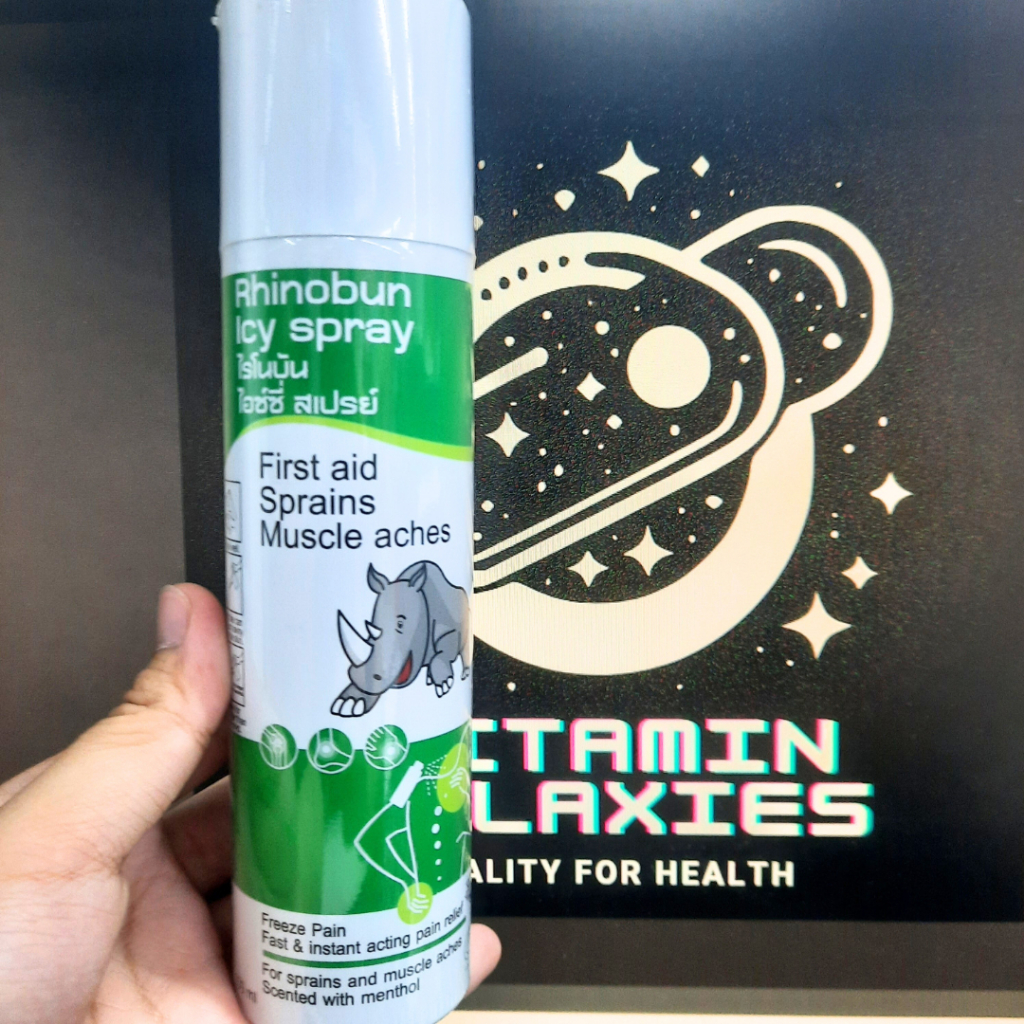 Rhinobun
Icy spray
ไรโนบัน
ไอซ์ซี่ สเปรย์
First aid
Sprains
Muscle aches
Freeze Pain
Fast & instant acting pain relief
For sprains and muscle aches
Scented with menthol
ml
ITAMIN
LAXIES
ALITY FOR HEALTH